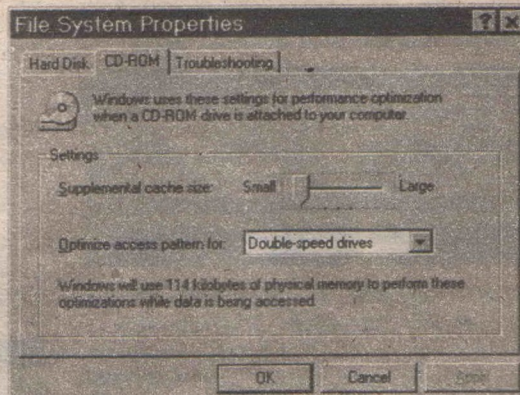 File System Properties
Hard Disk CD-ROM Troubleshooting
Windows uses these settings for performance optimization
when a CD-ROM drive is attached to your computer.
Settings
Supplemental cache size: Small Large
Optimize access pattern for: Double-speed drives
Windows will use 114 kilobytes of physical memory to perform these
optimizations while data is being accessed.
OK Cancel Apply